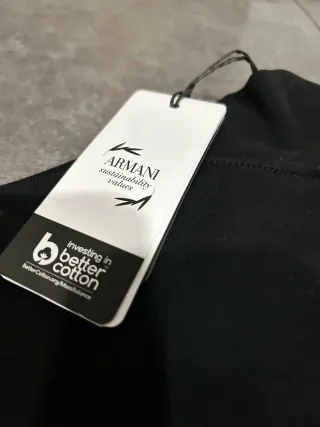 ARMANI
sustainability
values
investing in
better
cotton
BetterCotton.org/MassBalance